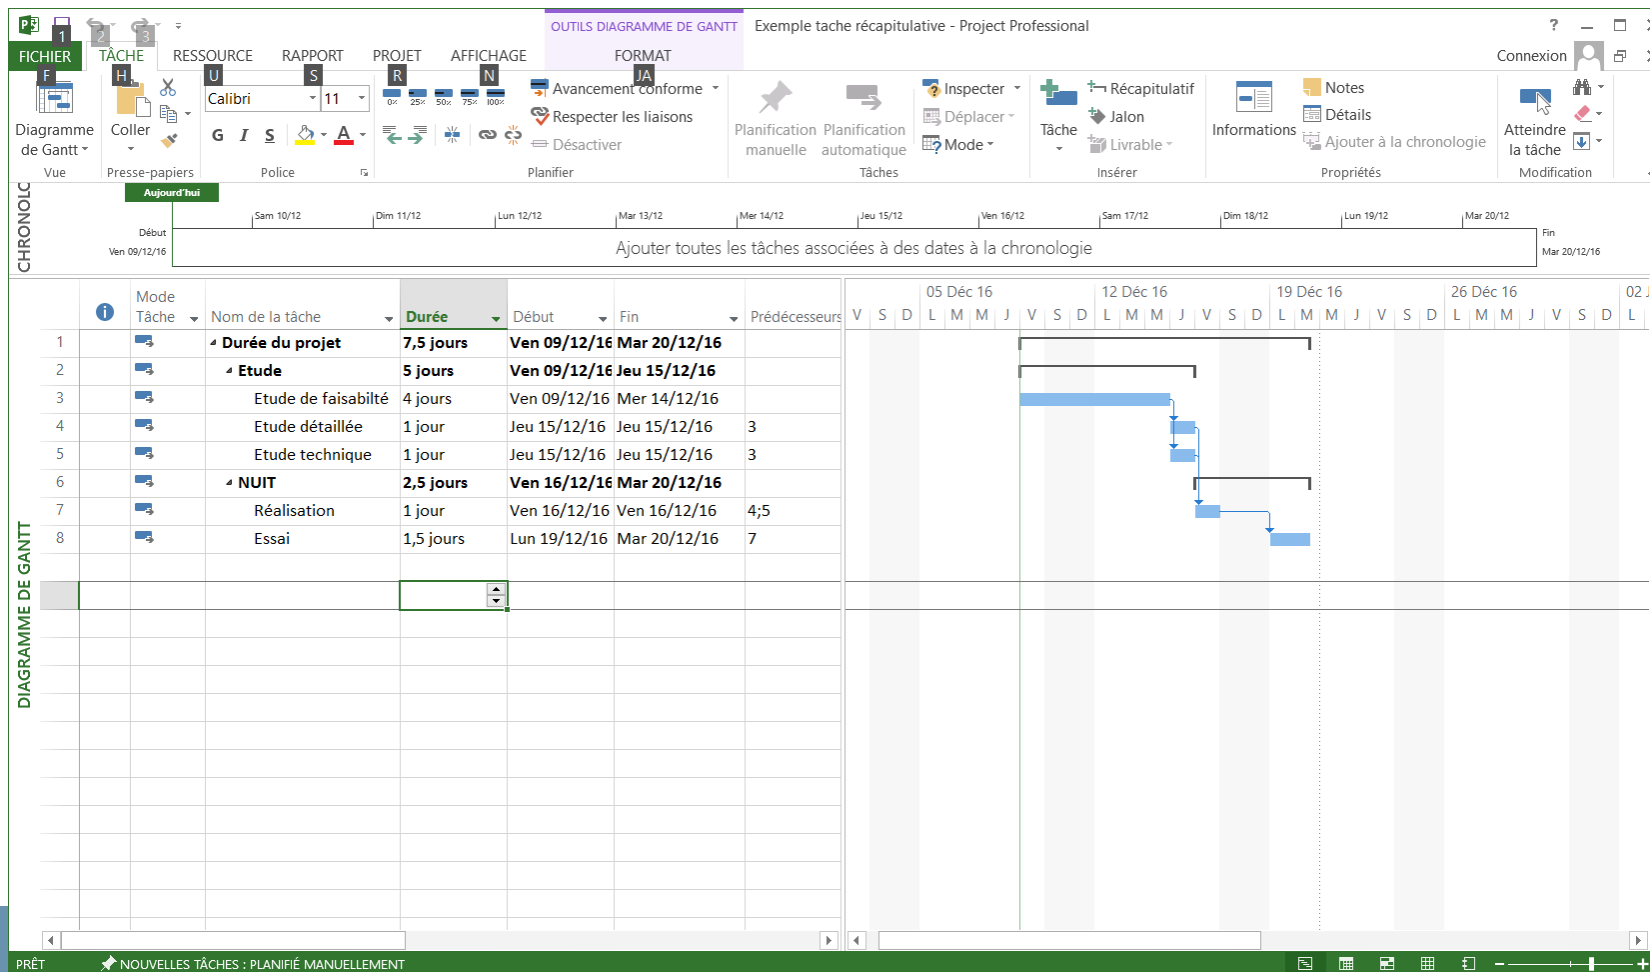 OUTILS DIAGRAMME DE GANTT Exemple tache récapitulative - Project Professional ?
1 2 3
FICHIER TÂCHE RESSOURCE RAPPORT PROJET AFFICHAGE FORMAT Connexion
F H U S R N JA
Calibri 11 0% 25% 50% 75% 100% Avancement conforme Inspecter Récapitulatif Notes
Respecter les liaisons Déplacer Jalon Détails
Diagramme de Gantt Coller G I S A Désactiver Planification manuelle Planification automatique Mode Tâche Livrable Informations Ajouter à la chronologie Atteindre la tâche
Vue Presse-papiers Police Planifier Tâches Insérer Propriétés Modification
CHRONOLO
Aujourd'hui
Sam 10/12 Dim 11/12 Lun 12/12 Mar 13/12 Mer 14/12 Jeu 15/12 Ven 16/12 Sam 17/12 Dim 18/12 Lun 19/12 Mar 20/12
Début Fin
Ven 09/12/16 Ajouter toutes les tâches associées à des dates à la chronologie Mar 20/12/16
DIAGRAMME DE GANTT
05 Déc 16 12 Déc 16 19 Déc 16 26 Déc 16 02 J
Mode Tâche Nom de la tâche Durée Début Fin Prédécesseurs V S D L M M J V S D L M M J V S D L M M J V S D L M M J V S D L
1 Durée du projet 7,5 jours Ven 09/12/16 Mar 20/12/16
2 Etude 5 jours Ven 09/12/16 Jeu 15/12/16
3 Etude de faisabilté 4 jours Ven 09/12/16 Mer 14/12/16
4 Etude détaillée 1 jour Jeu 15/12/16 Jeu 15/12/16 3
5 Etude technique 1 jour Jeu 15/12/16 Jeu 15/12/16 3
6 NUIT 2,5 jours Ven 16/12/16 Mar 20/12/16
7 Réalisation 1 jour Ven 16/12/16 Ven 16/12/16 4;5
8 Essai 1,5 jours Lun 19/12/16 Mar 20/12/16 7
PRÊT NOUVELLES TÂCHES : PLANIFIÉ MANUELLEMENT